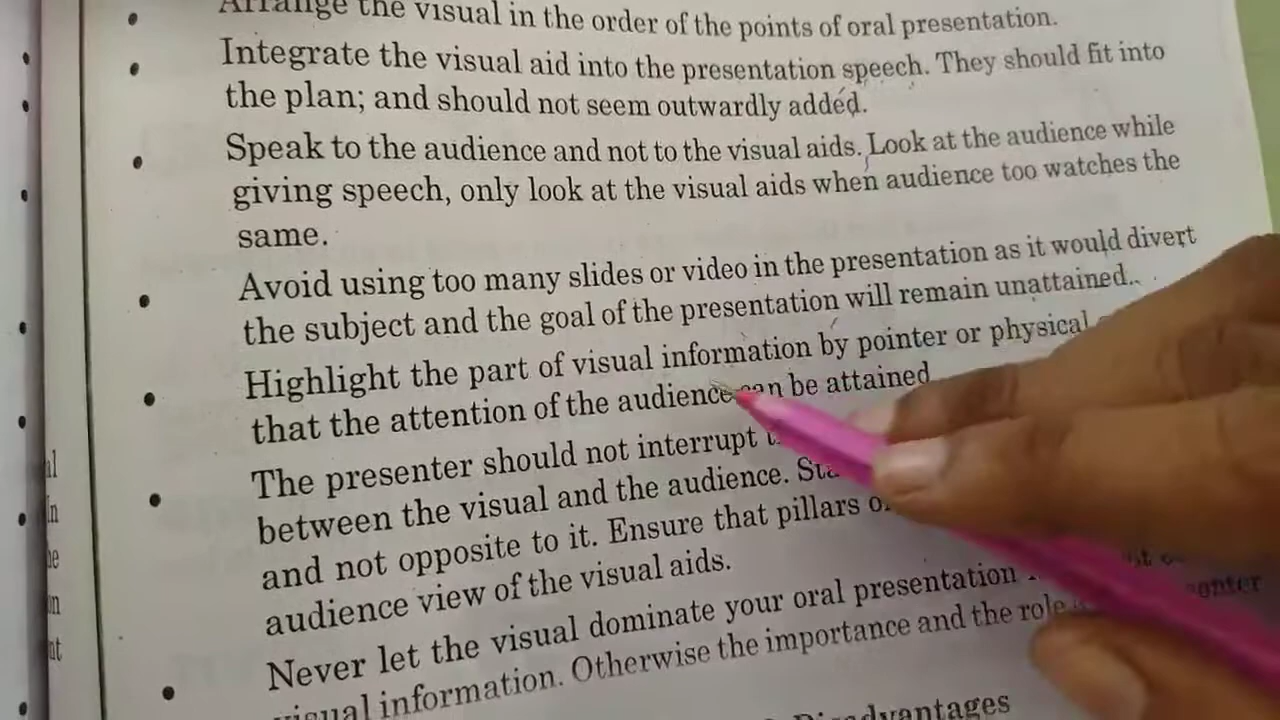 Arrange the visual in the order of the points of oral presentation.
• Integrate the visual aid into the presentation speech. They should fit into
the plan; and should not seem outwardly added.
• Speak to the audience and not to the visual aids. Look at the audience while
giving speech, only look at the visual aids when audience too watches the
same.
• Avoid using too many slides or video in the presentation as it would divert
the subject and the goal of the presentation will remain unattained.
• Highlight the part of visual information by pointer or physical
that the attention of the audience can be attained
• The presenter should not interrupt
between the visual and the audience.
and not opposite to it. Ensure that pillars
audience view of the visual aids.
• Never let the visual dominate your oral presentation
visual information. Otherwise the importance and the role
Disadvantages